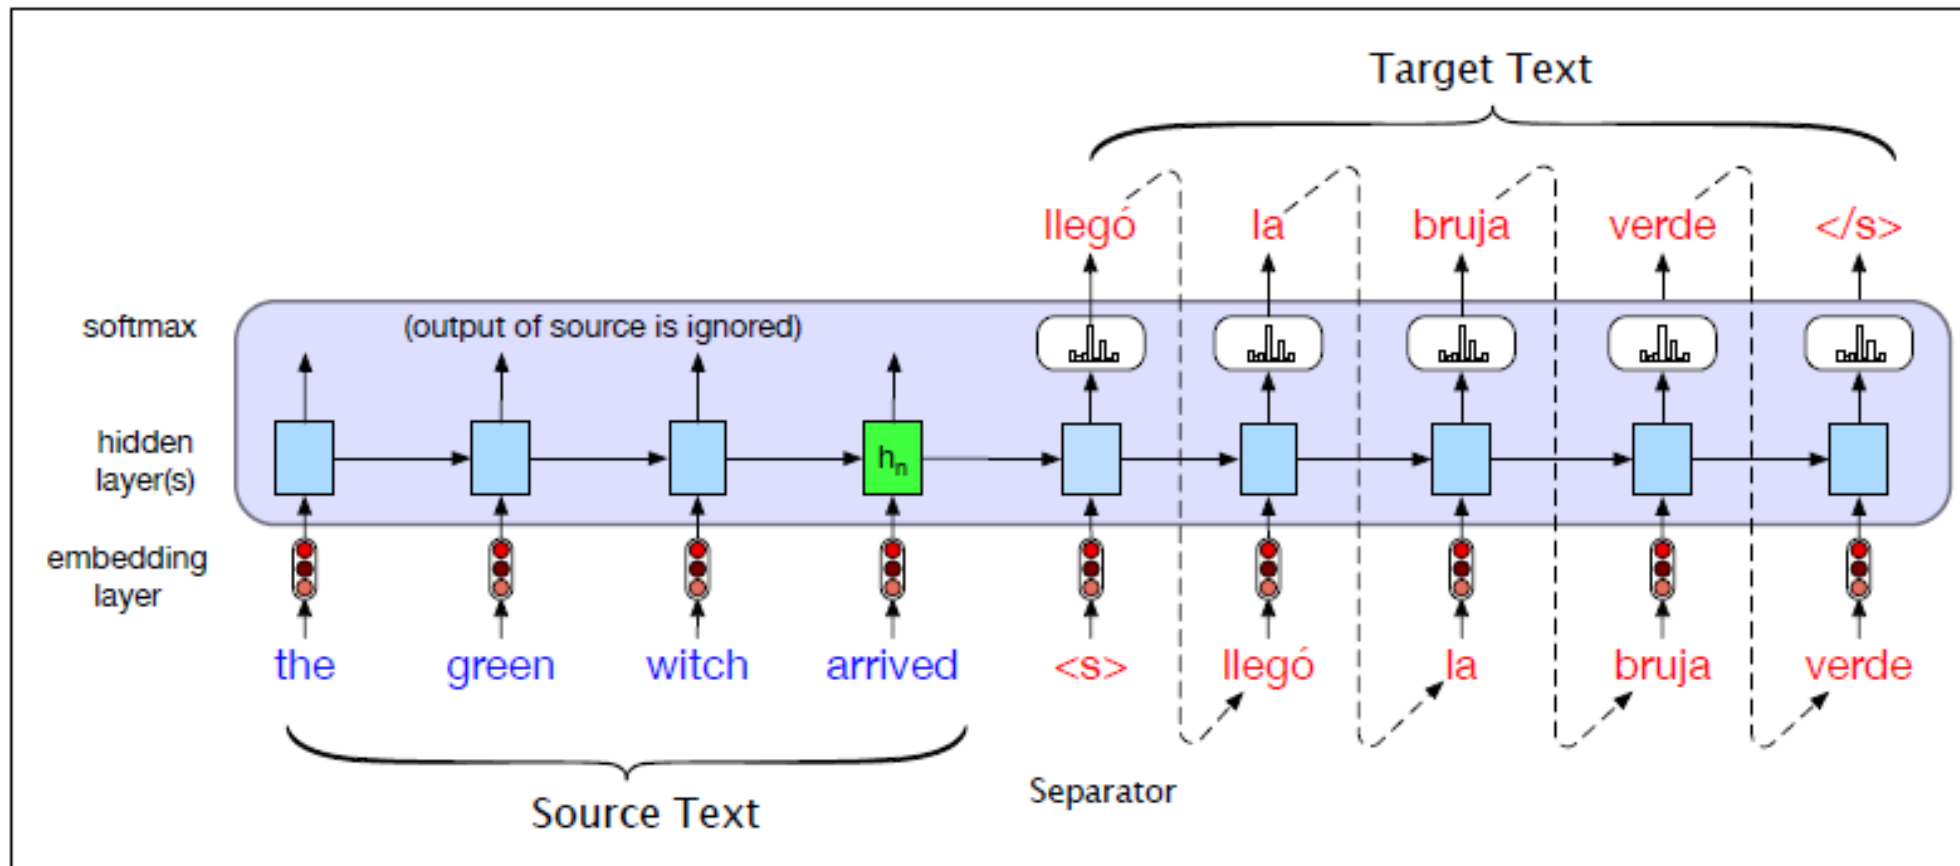 Target Text
llegó la bruja verde </s>
softmax (output of source is ignored)
hidden
layer(s)
hn
embedding
layer
the green witch arrived <s> llegó la bruja verde
Separator
Source Text